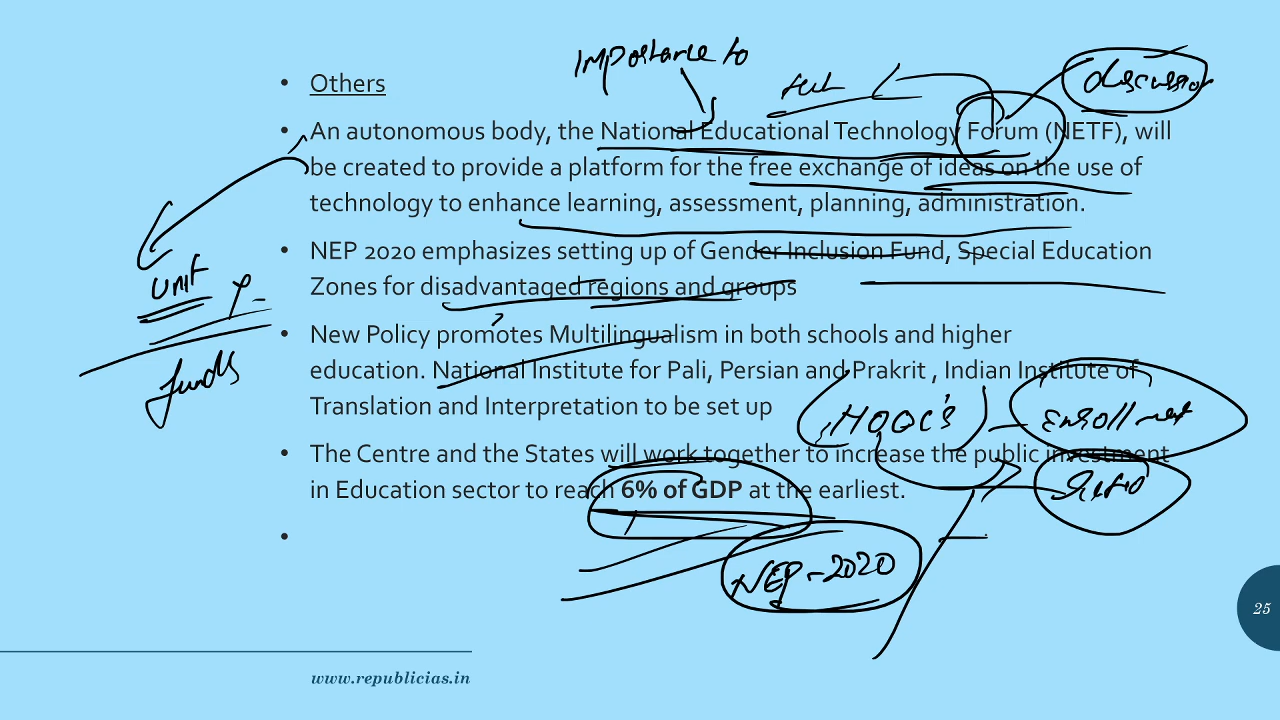 Importance to
discussion
• Others
• An autonomous body, the National Educational Technology Forum (NETF), will
be created to provide a platform for the free exchange of ideas on the use of
technology to enhance learning, assessment, planning, administration.
• NEP 2020 emphasizes setting up of Gender Inclusion Fund, Special Education
Zones for disadvantaged regions and groups
unit
funds
• New Policy promotes Multilingualism in both schools and higher
education. National Institute for Pali, Persian and Prakrit , Indian Institute of
Translation and Interpretation to be set up
• The Centre and the States will work together to increase the public investment
in Education sector to reach 6% of GDP at the earliest.
•
NEP-2020
25
www.republicias.in